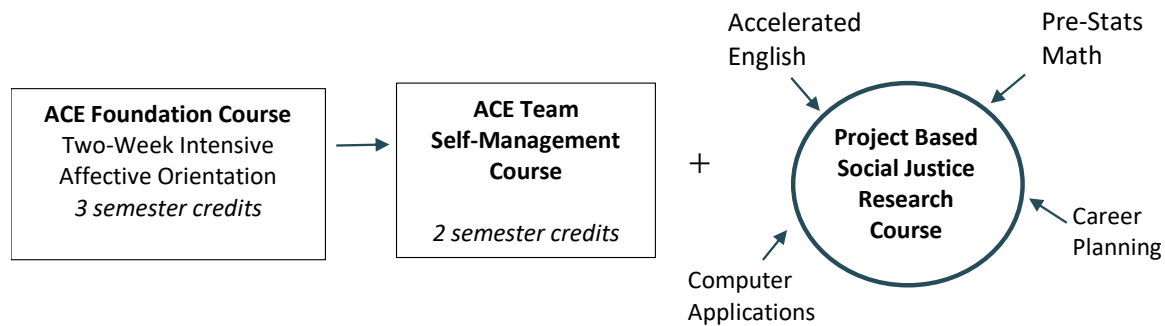 ACE Foundation Course
Two-Week Intensive
Affective Orientation
3 semester credits
ACE Team
Self-Management
Course
2 semester credits
+
Accelerated
English
Pre-Stats
Math
Project Based
Social Justice
Research
Course
Career
Planning
Computer
Applications